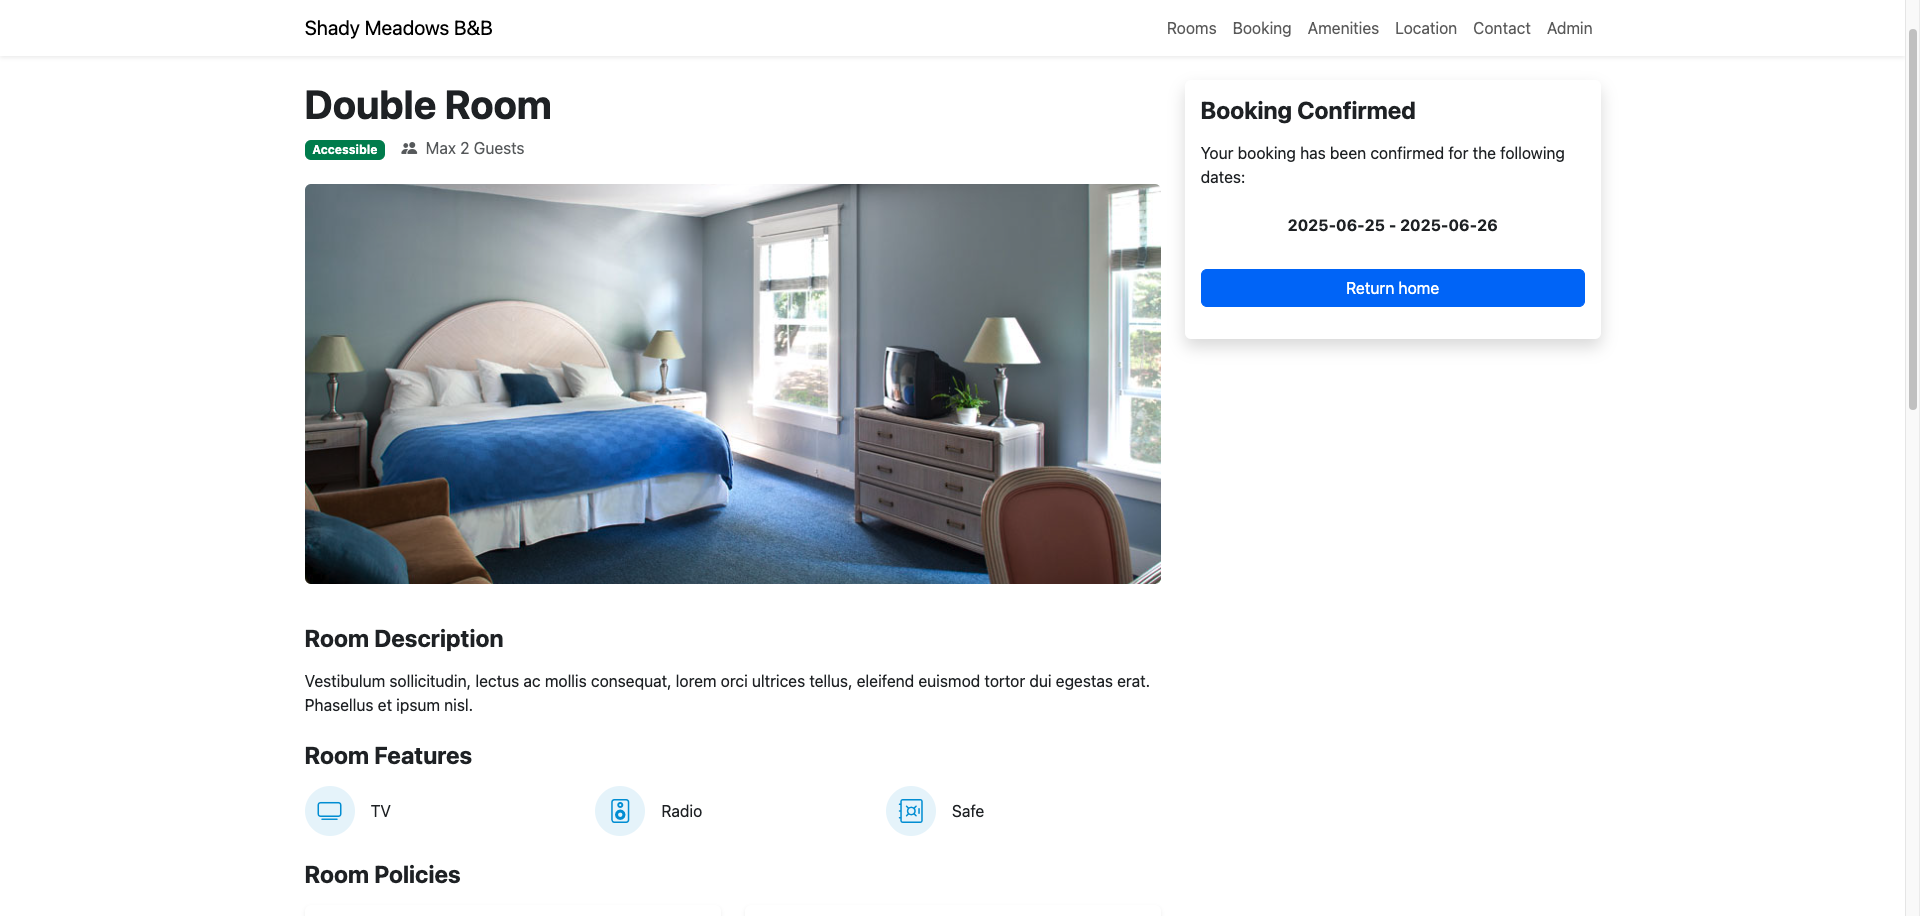 Shady Meadows B&B
Rooms Booking Amenities Location Contact Admin
Double Room
Accessible Max 2 Guests
Booking Confirmed
Your booking has been confirmed for the following
dates:
2025-06-25 - 2025-06-26
Return home
Room Description
Vestibulum sollicitudin, lectus ac mollis consequat, lorem orci ultrices tellus, eleifend euismod tortor dui egestas erat.
Phasellus et ipsum nisl.
Room Features
TV
Radio
Safe
Room Policies